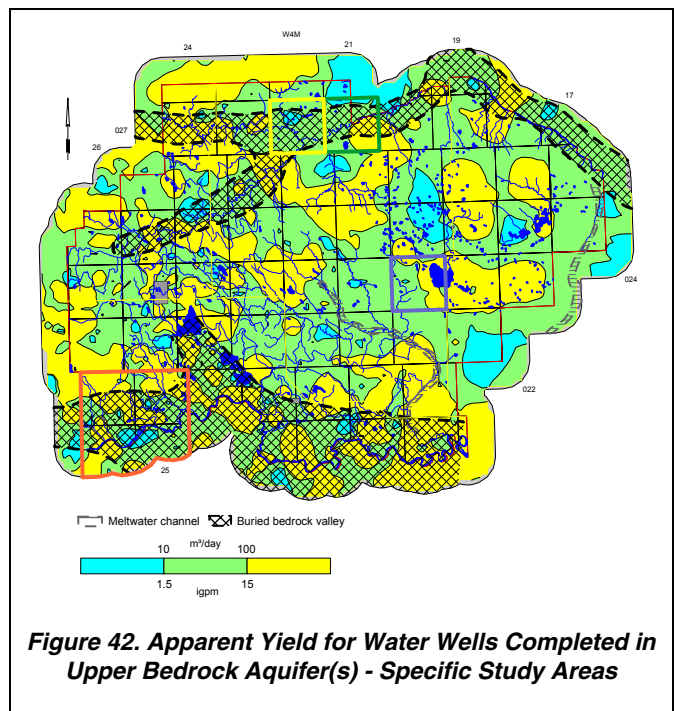 W4M
24
21
19
17
027
26
024
022
25
Meltwater channel Buried bedrock valley
m³/day
10 100
1.5 15
igpm
Figure 42. Apparent Yield for Water Wells Completed in
Upper Bedrock Aquifer(s) - Specific Study Areas